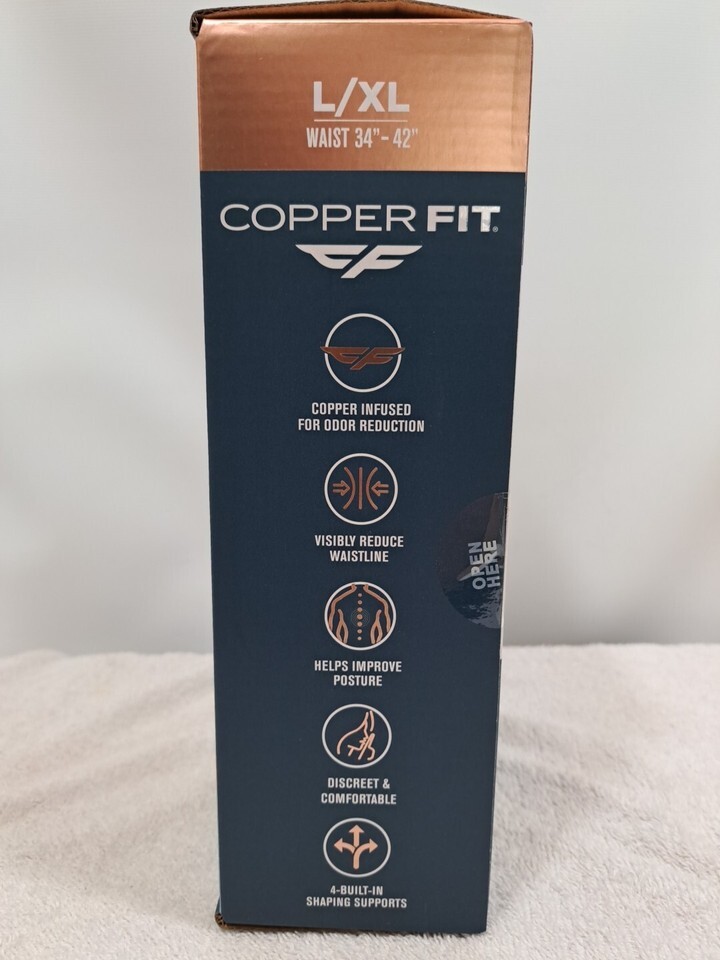 L/XL
WAIST 34"- 42"
COPPER FIT®
COPPER INFUSED
FOR ODOR REDUCTION
VISIBLY REDUCE
WAISTLINE
OPEN
HERE
HELPS IMPROVE
POSTURE
DISCREET &
COMFORTABLE
4-BUILT-IN
SHAPING SUPPORTS